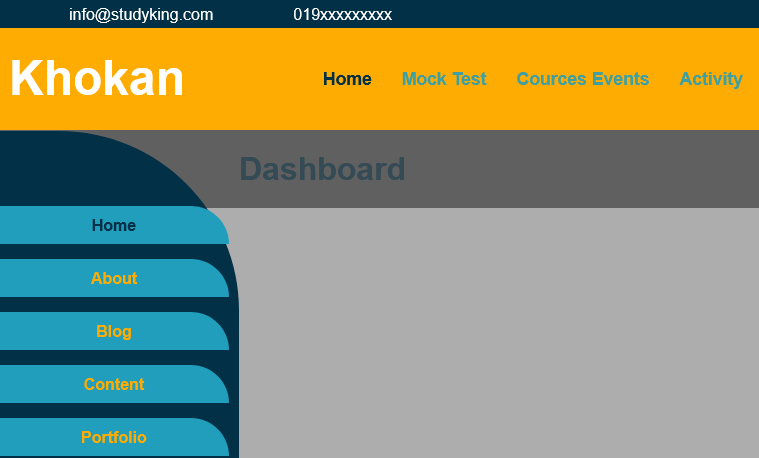 info@studyking.com 019xxxxxxxxx
Khokan
Home Mock Test Cources Events Activity
Dashboard
Home
About
Blog
Content
Portfolio